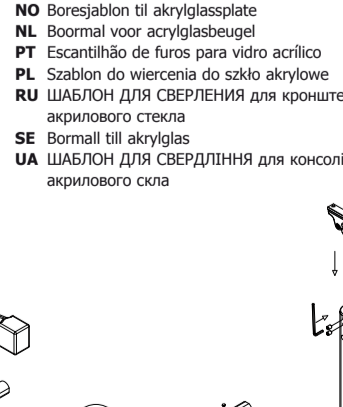 NO Boresjablon til akrylglassplate
NL Boormal voor acrylglasbeugel
PT Escantilhão de furos para vidro acrílico
PL Szablon do wiercenia do szkło akrylowe
RU ШАБЛОН ДЛЯ СВЕРЛЕНИЯ для кронште
акрилового стекла
SE Bormall till akrylglas
UA ШАБЛОН ДЛЯ СВЕРДЛІННЯ для консолі
акрилового скла